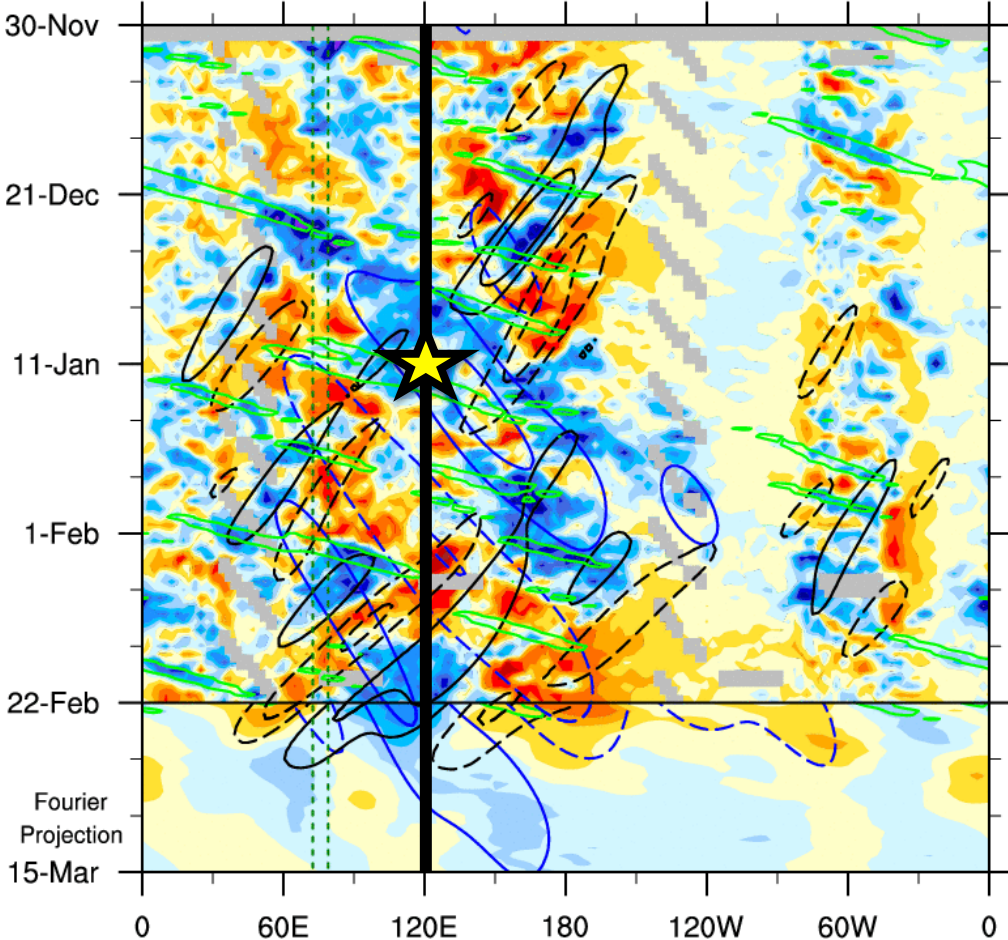 30-Nov
21-Dec
11-Jan
1-Feb
22-Feb
Fourier
Projection
15-Mar
0 60E 120E 180 120W 60W 0